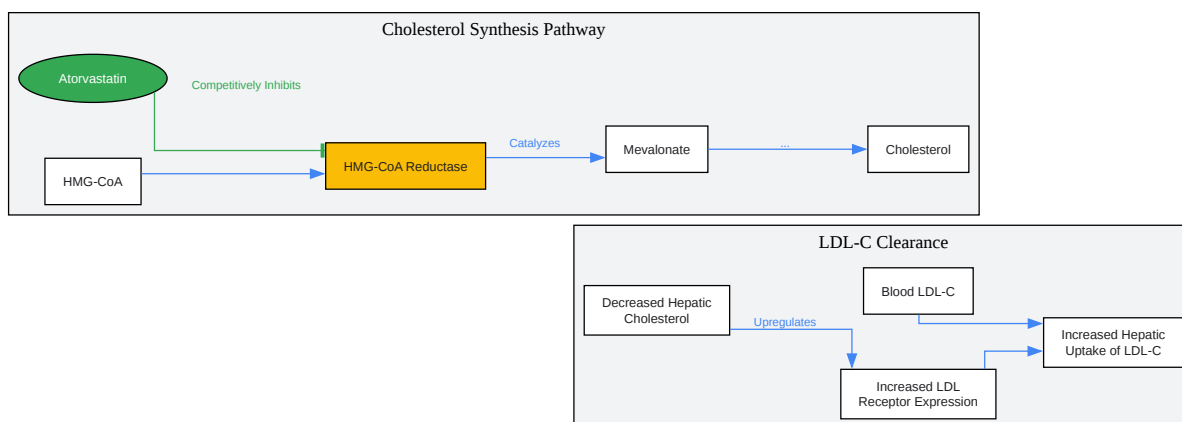 Cholesterol Synthesis Pathway
Atorvastatin
Competitively Inhibits
HMG-CoA
HMG-CoA Reductase
Catalyzes
Mevalonate
...
Cholesterol
LDL-C Clearance
Decreased Hepatic
Cholesterol
Upregulates
Blood LDL-C
Increased LDL
Receptor Expression
Increased Hepatic
Uptake of LDL-C